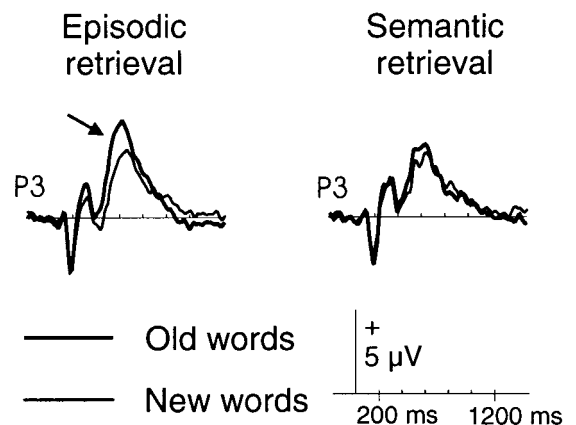 Episodic
retrieval
Semantic
retrieval
P3
P3
Old words
New words
+
5 µV
200 ms
1200 ms